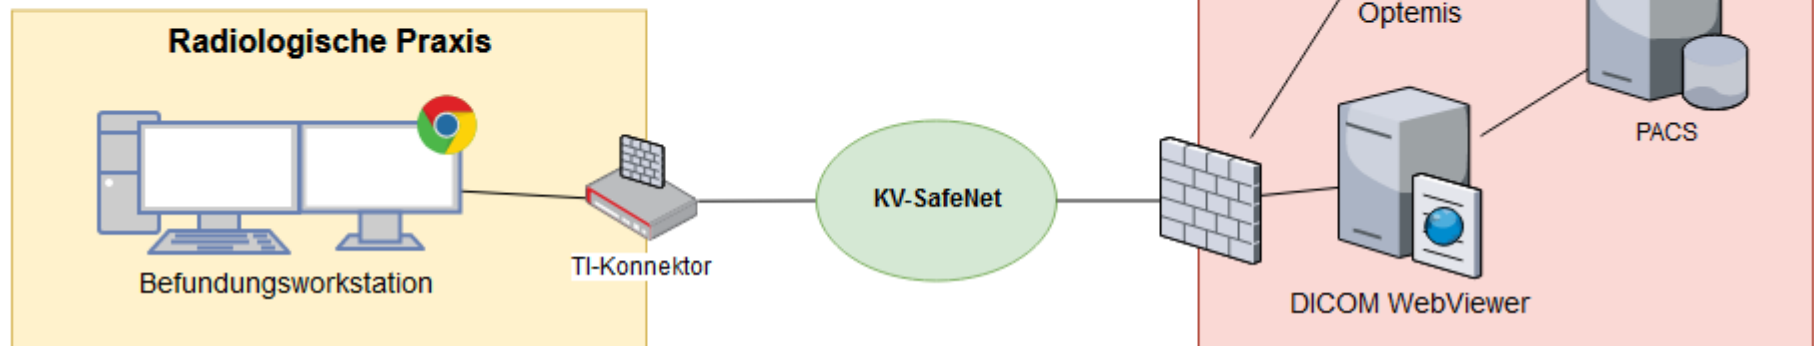 Radiologische Praxis
Befundungsworkstation
TI-Konnektor
KV-SafeNet
Optemis
PACS
DICOM WebViewer